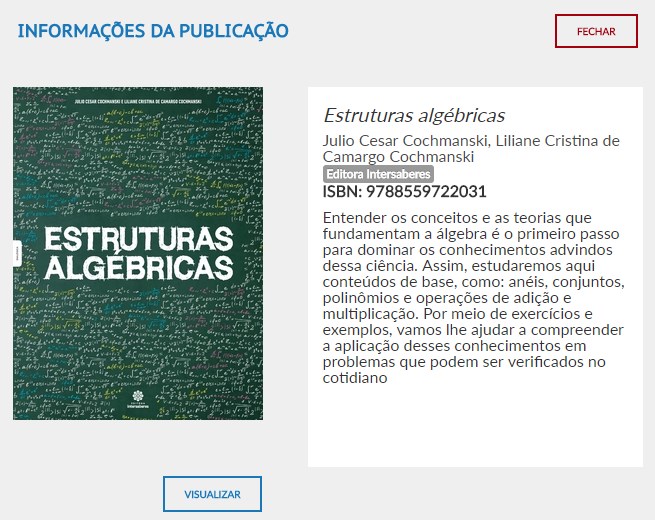 INFORMAÇÕES DA PUBLICAÇÃO
FECHAR
JULIO CESAR COCHMANSKI E LILIANE CRISTINA DE CAMARGO COCHMANSKI
ESTRUTURAS
ALGÉBRICAS
EDITORA
intersaberes
Estruturas algébricas
Julio Cesar Cochmanski, Liliane Cristina de
Camargo Cochmanski
Editora Intersaberes
ISBN: 9788559722031
Entender os conceitos e as teorias que
fundamentam a álgebra é o primeiro passo
para dominar os conhecimentos advindos
dessa ciência. Assim, estudaremos aqui
conteúdos de base, como: anéis, conjuntos,
polinômios e operações de adição e
multiplicação. Por meio de exercícios e
exemplos, vamos lhe ajudar a compreender
a aplicação desses conhecimentos em
problemas que podem ser verificados no
cotidiano
VISUALIZAR